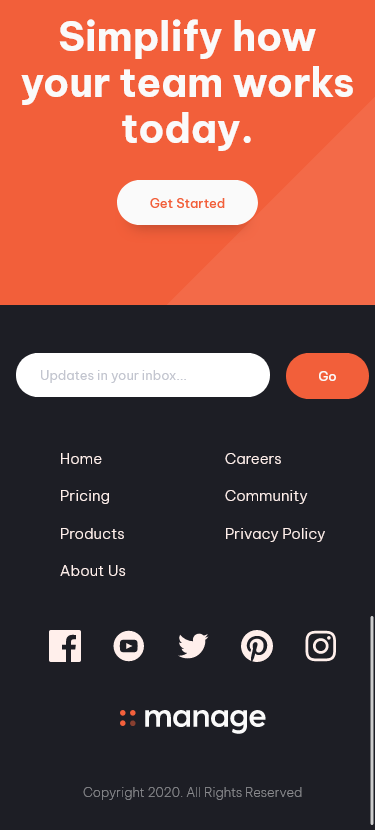 Simplify how
your team works
today.
Get Started
Updates in your inbox...
Go
Home
Pricing
Products
About Us
Careers
Community
Privacy Policy
manage
Copyright 2020. All Rights Reserved